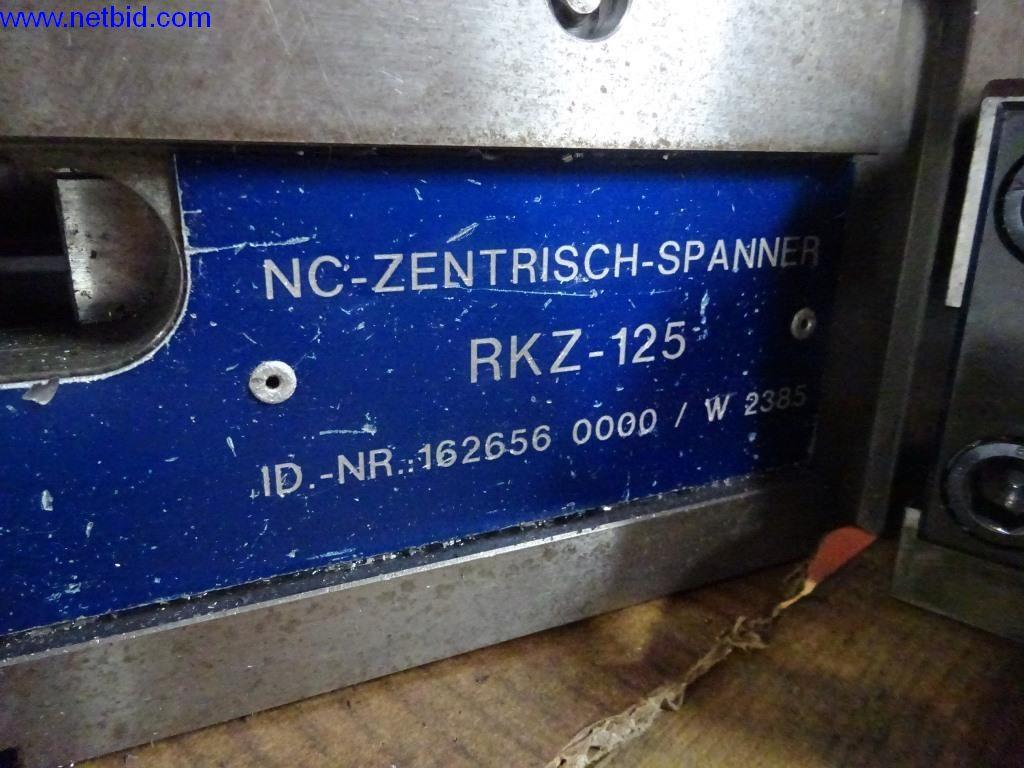 www.netbid.com
NC-ZENTRISCH-SPANNER
RKZ-125
ID.-NR.:162656 0000 / W 2385